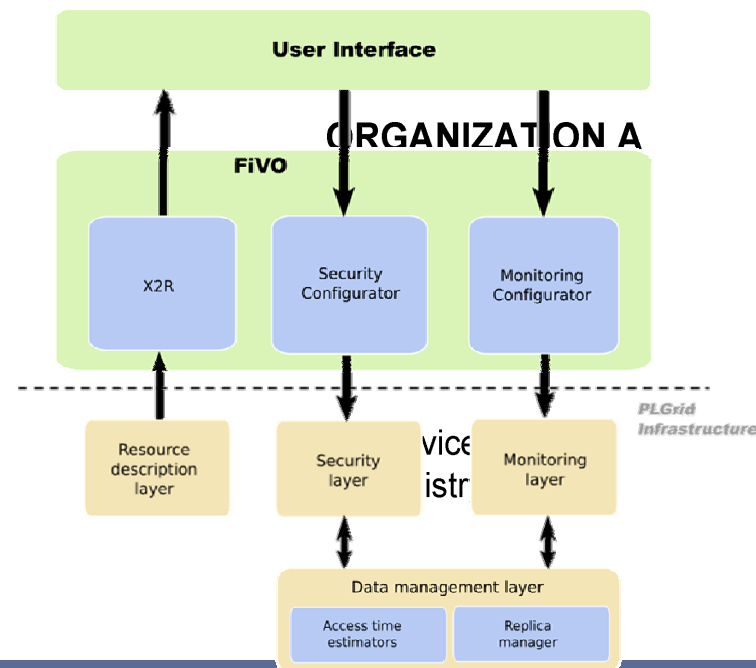 User Interface
ORGANIZATION A
FiVO
X2R
Security
Configurator
Monitoring
Configurator
PLGrid
Infrastructure
Resource
description
layer
Security
layer
vice
istry
Monitoring
layer
Data management layer
Access time
estimators
Replica
manager